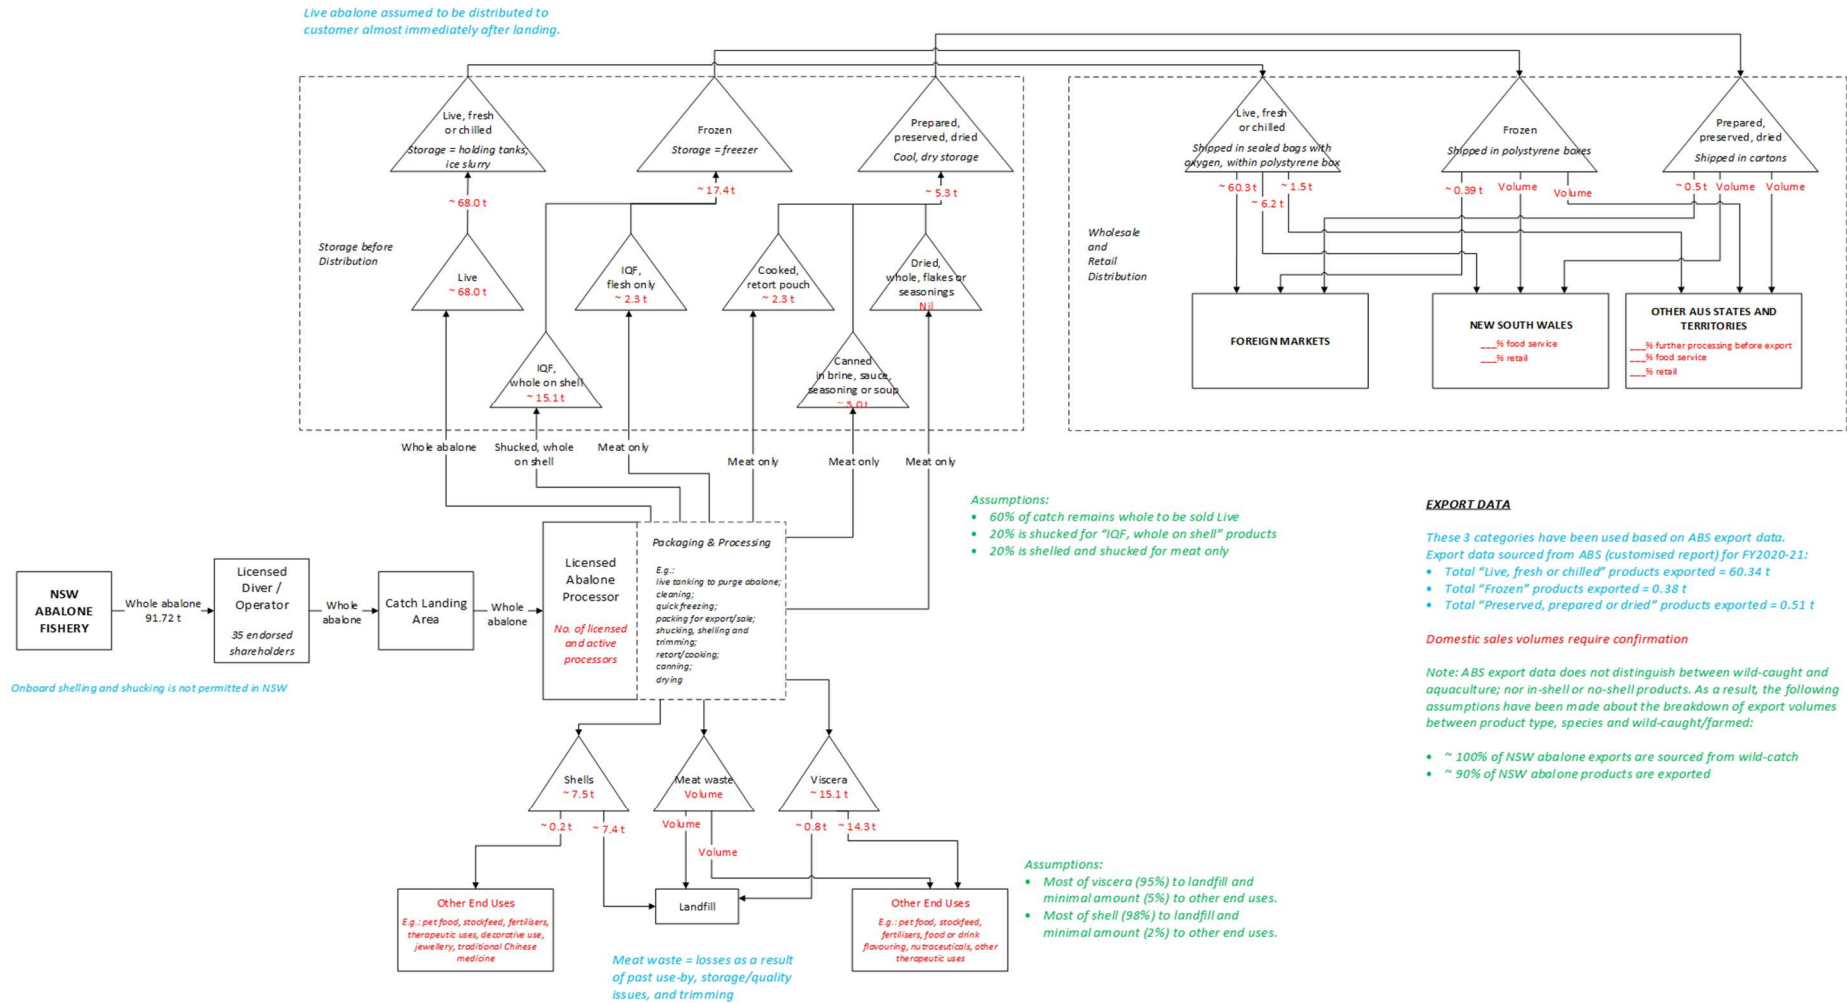 Live abalone assumed to be distributed to
customer almost immediately after landing.
Live, fresh
or chilled
Storage = holding tanks,
ice slurry
Frozen
Storage = freezer
Prepared,
preserved, dried
Cool, dry storage
~ 68.0 t
~ 17.4 t
~ 5.3 t
Storage before
Distribution
Live
~ 68.0 t
IQF,
flesh only
~ 2.3 t
Cooked,
retort pouch
~ 2.3 t
Dried,
whole, flakes or
seasonings
Nil
IQF,
whole on shell
~ 15.1 t
Canned
in brine, sauce,
seasoning or soup
~ 3.0 t
Whole abalone
Shucked, whole
on shell
Meat only
Meat only
Meat only
Meat only
Live, fresh
or chilled
Shipped in sealed bags with
oxygen, within polystyrene box
Frozen
Shipped in polystyrene boxes
Prepared,
preserved, dried
Shipped in cartons
~ 60.3 t
~ 6.2 t
~ 1.5 t
~ 0.39 t
Volume
Volume
~ 0.5 t
Volume
Volume
Wholesale
and
Retail
Distribution
FOREIGN MARKETS
NEW SOUTH WALES
___% food service
___% retail
OTHER AUS STATES AND
TERRITORIES
___% further processing before export
___% food service
___% retail
NSW
ABALONE
FISHERY
Whole abalone
91.72 t
Licensed
Diver /
Operator
35 endorsed
shareholders
Whole
abalone
Catch Landing
Area
Whole
abalone
Licensed
Abalone
Processor
No. of licensed
and active
processors
Packaging & Processing
E.g.:
live tanking to purge abalone;
cleaning;
quick freezing;
packing for export/sale;
shucking, shelling and
trimming;
retort/cooking;
canning;
drying
Onboard shelling and shucking is not permitted in NSW
Assumptions:
• 60% of catch remains whole to be sold Live
• 20% is shucked for “IQF, whole on shell” products
• 20% is shelled and shucked for meat only
EXPORT DATA
These 3 categories have been used based on ABS export data.
Export data sourced from ABS (customised report) for FY2020-21:
• Total “Live, fresh or chilled” products exported = 60.34 t
• Total “Frozen” products exported = 0.38 t
• Total “Preserved, prepared or dried” products exported = 0.51 t
Domestic sales volumes require confirmation
Note: ABS export data does not distinguish between wild-caught and
aquaculture; nor in-shell or no-shell products. As a result, the following
assumptions have been made about the breakdown of export volumes
between product type, species and wild-caught/farmed:
• ~ 100% of NSW abalone exports are sourced from wild-catch
• ~ 90% of NSW abalone products are exported
Shells
~ 7.5 t
Meat waste
Volume
Viscera
~ 15.1 t
~ 0.2 t
~ 7.4 t
Volume
Volume
~ 0.8 t
~ 14.3 t
Other End Uses
E.g.: pet food, stockfeed, fertilisers,
therapeutic uses, decorative use,
jewellery, traditional Chinese
medicine
Landfill
Other End Uses
E.g.: pet food, stockfeed,
fertilisers, food or drink
flavouring, nutraceuticals, other
therapeutic uses
Assumptions:
• Most of viscera (95%) to landfill and
minimal amount (5%) to other end uses.
• Most of shell (98%) to landfill and
minimal amount (2%) to other end uses.
Meat waste = losses as a result
of past use-by, storage/quality
issues, and trimming